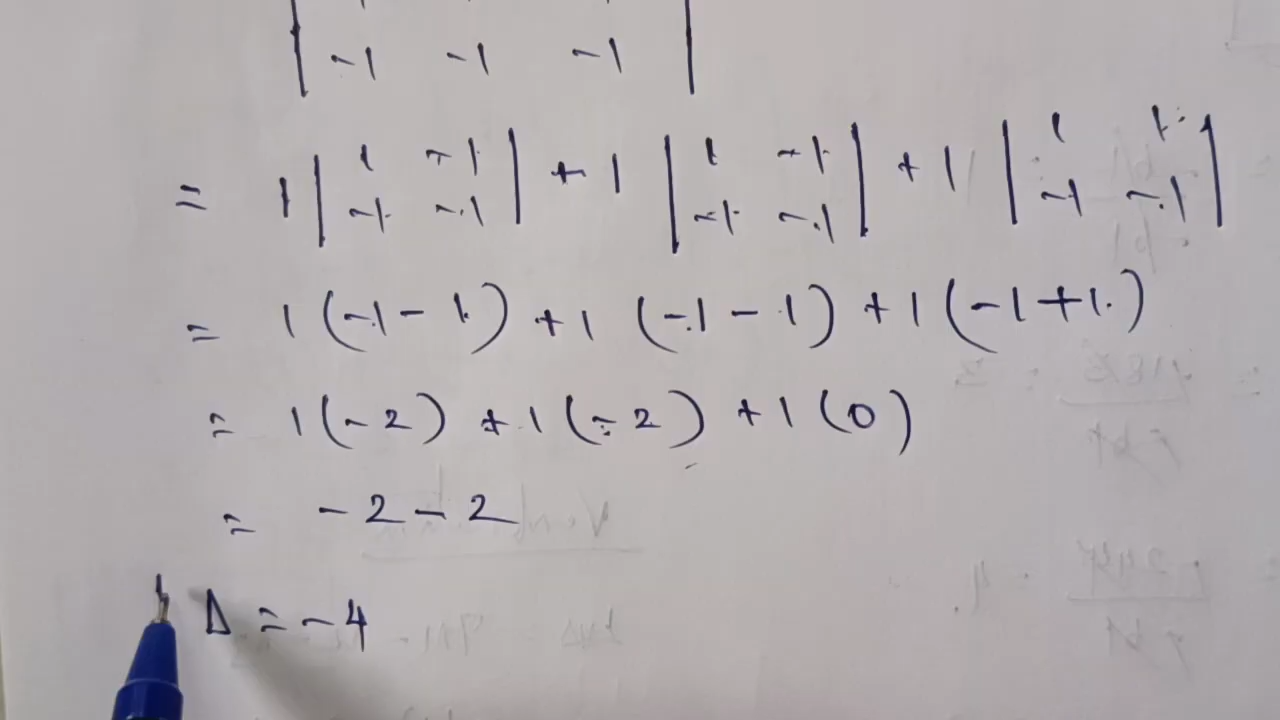 -1 -1 -1
= 1 | 1 -1 | + 1 | 1 -1 | + 1 | 1 1 |
| -1 -1 | | -1 -1 | | -1 -1 |
= 1 (-1 - 1) + 1 (-1 - 1) + 1 (-1 + 1)
= 1 (-2) + 1 (-2) + 1 (0)
= -2 - 2
Δ = -4